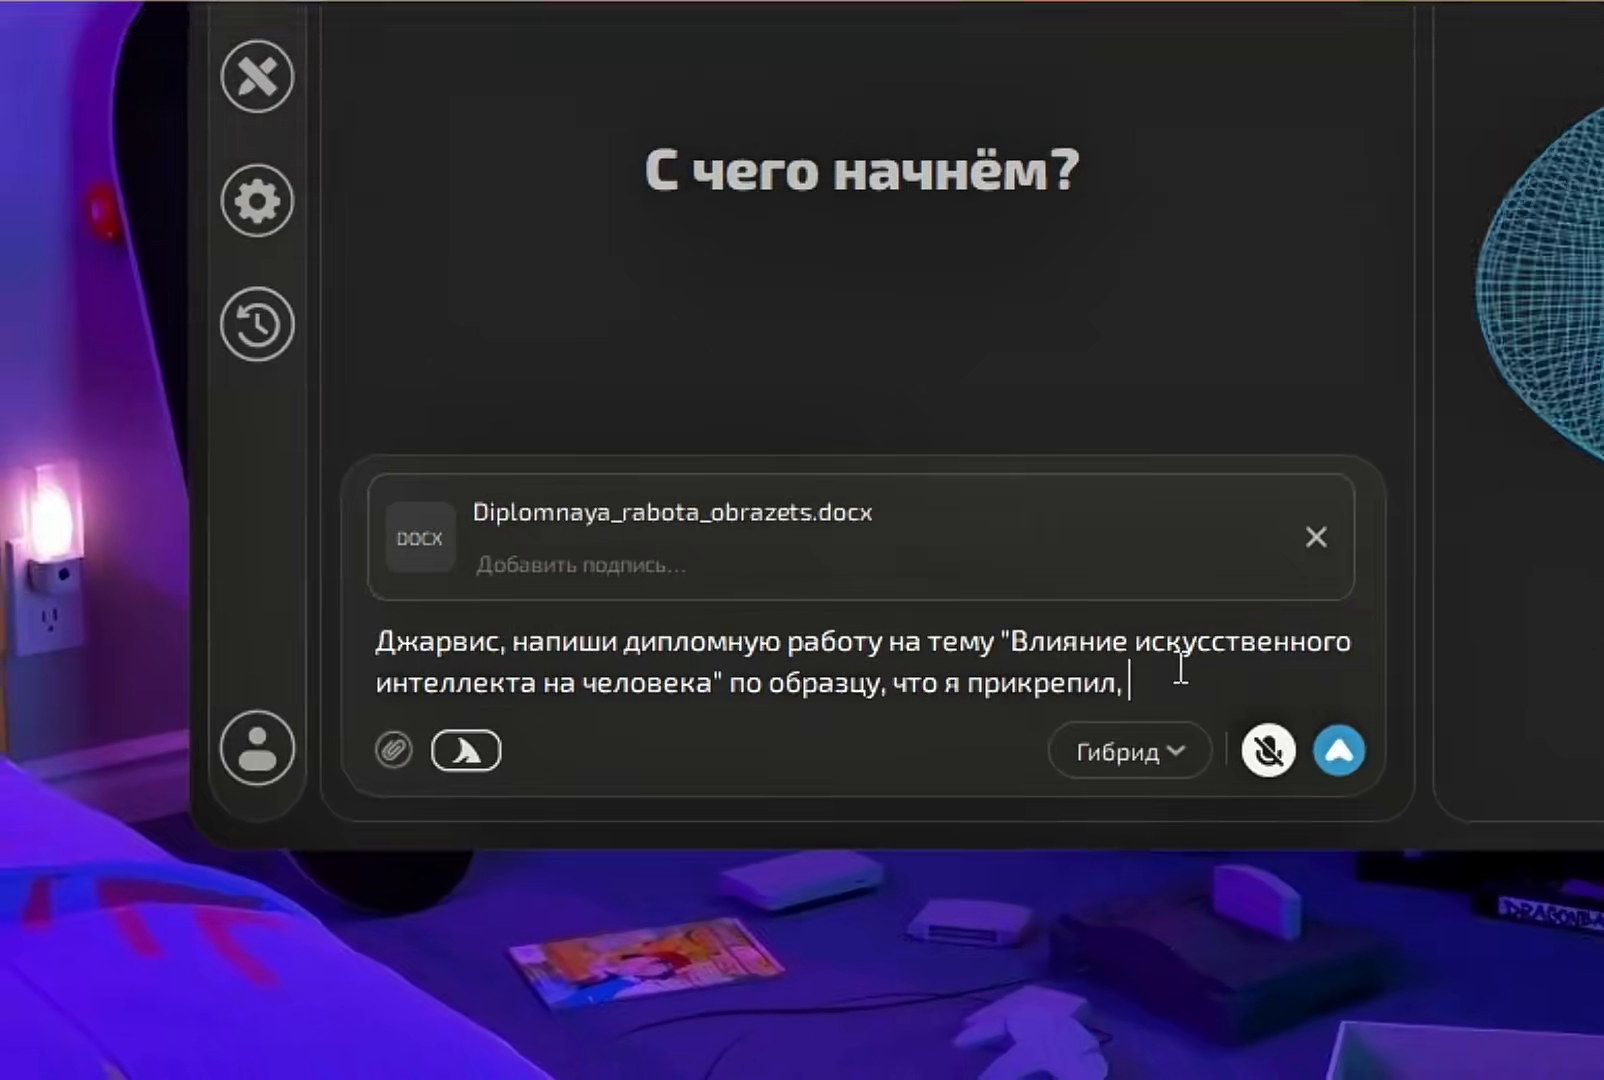 С чего начнём?
DOCX
Diplomnaya_rabota_obrazets.docx
Добавить подпись...
Джарвис, напиши дипломную работу на тему "Влияние искусственного
интеллекта на человека" по образцу, что я прикрепил,
Гибрид